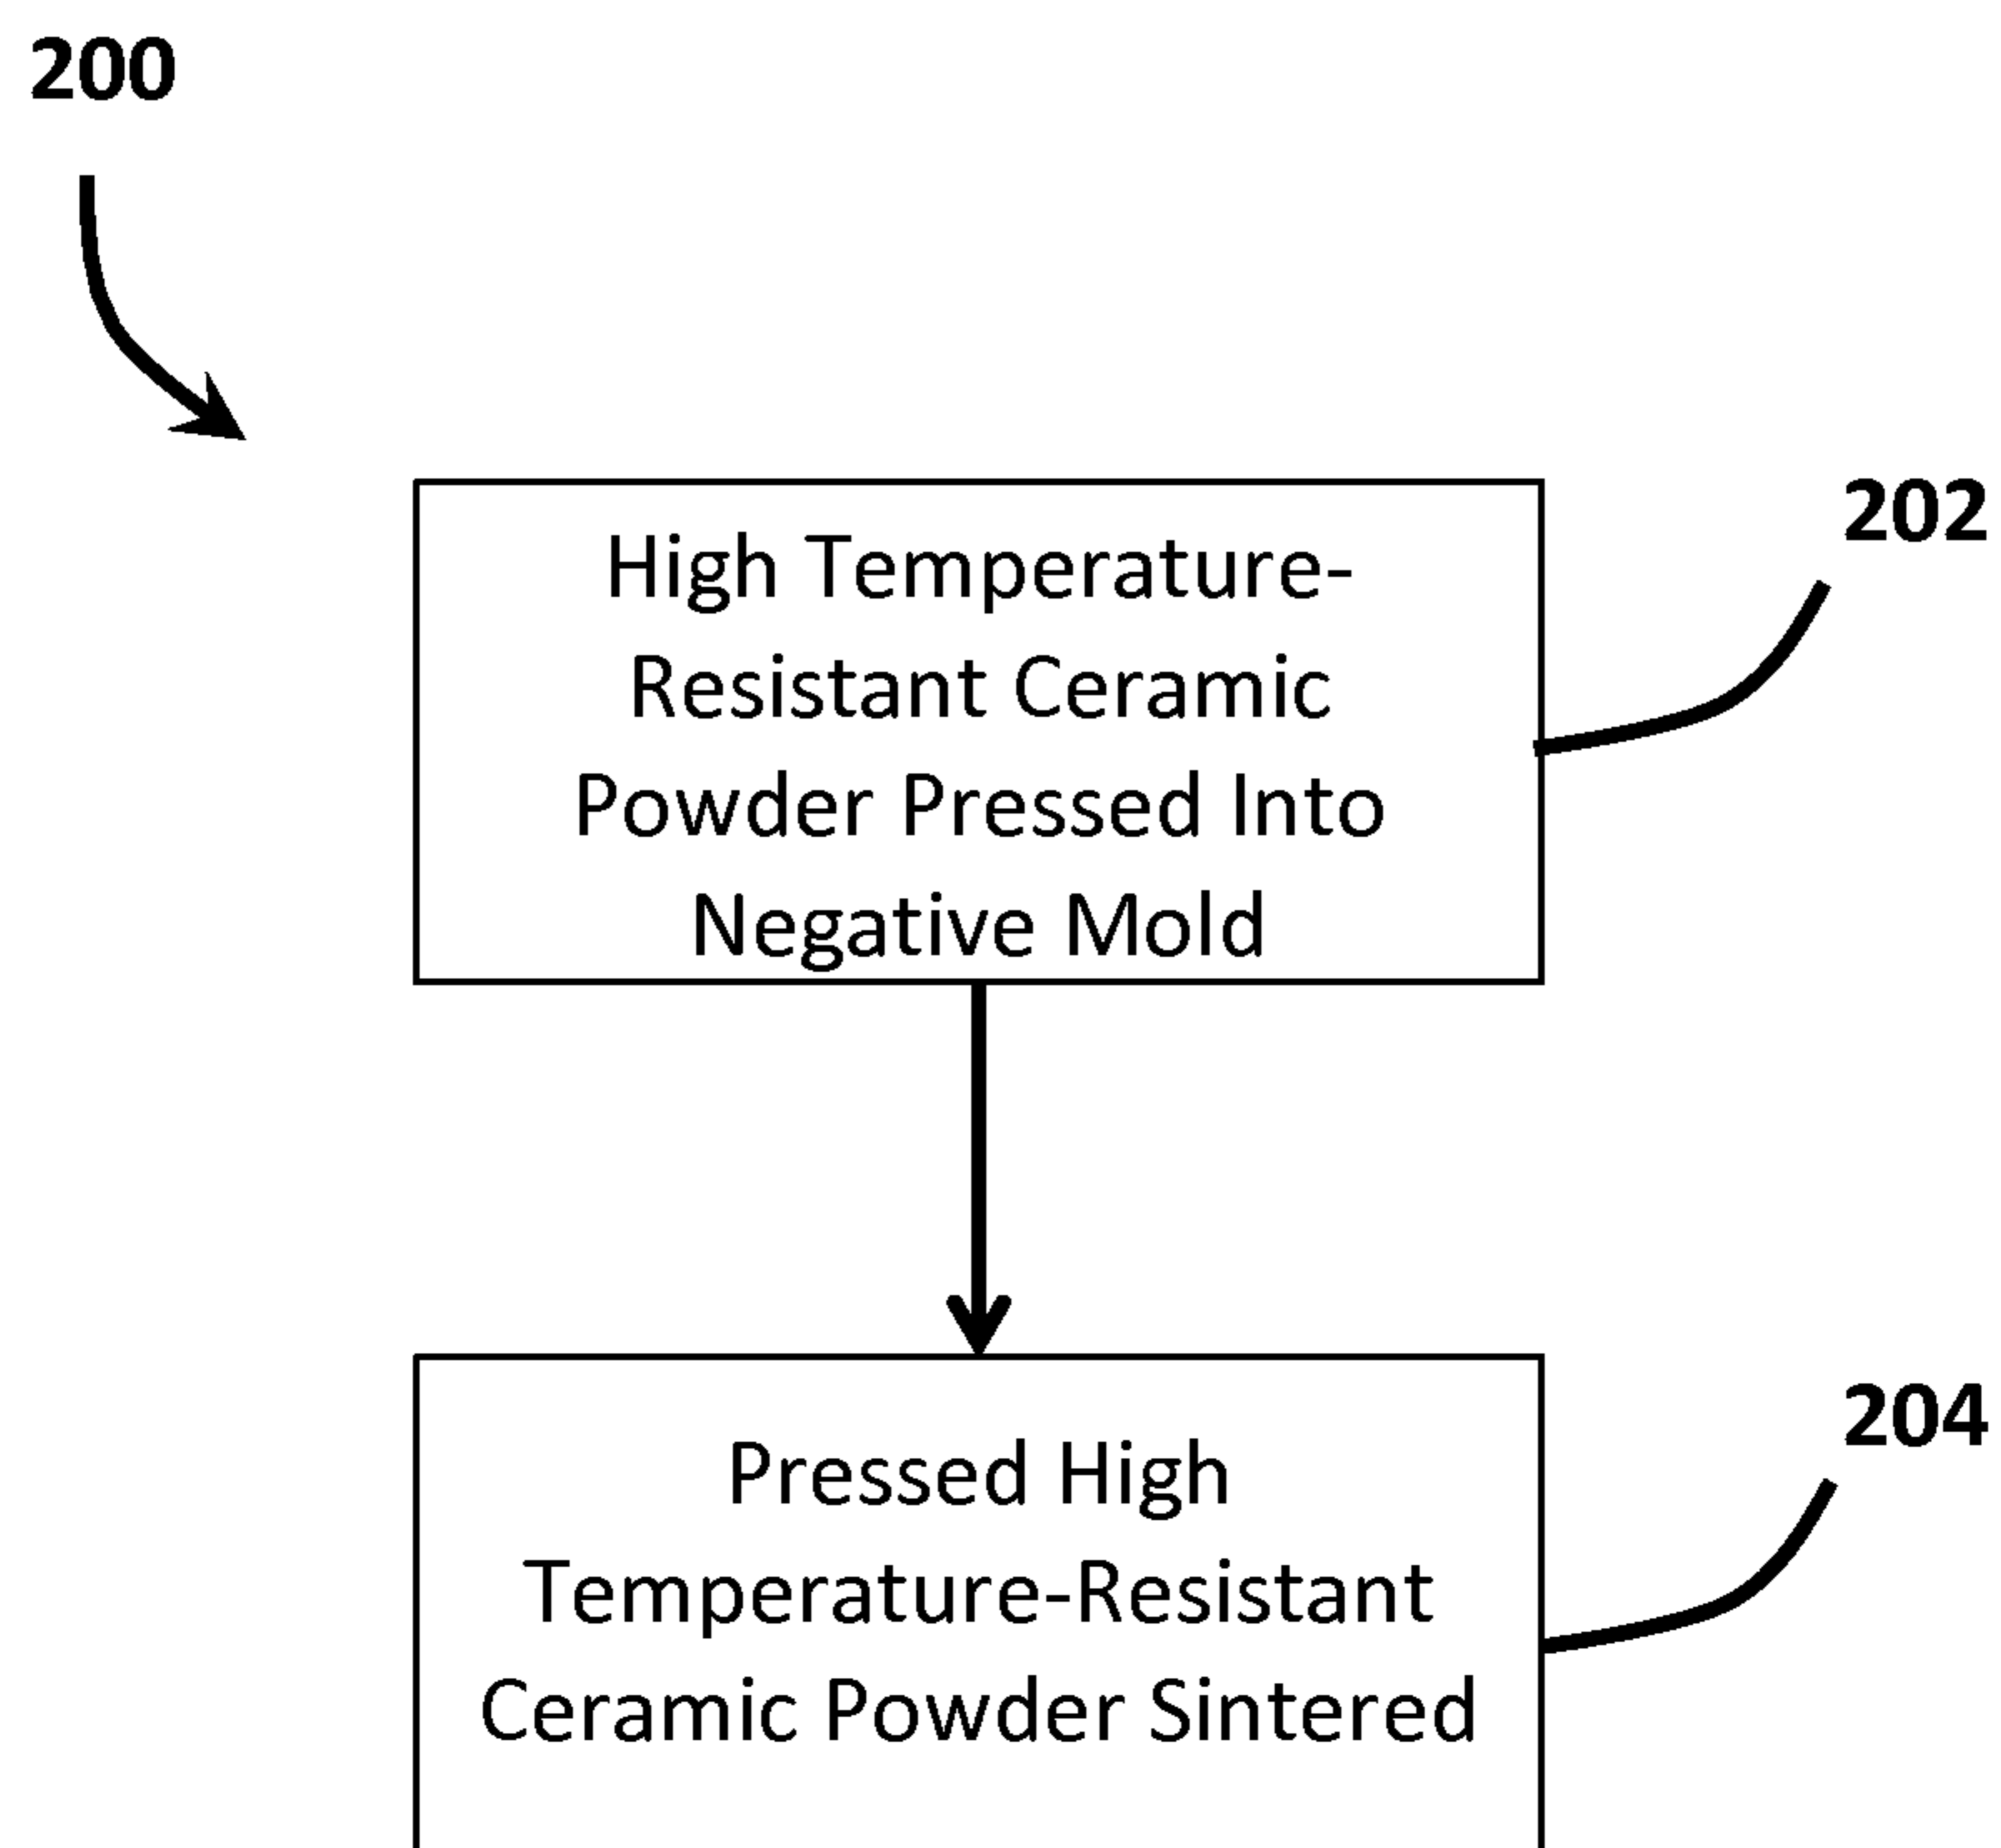 200
202
High Temperature-
Resistant Ceramic
Powder Pressed Into
Negative Mold
204
Pressed High
Temperature-Resistant
Ceramic Powder Sintered